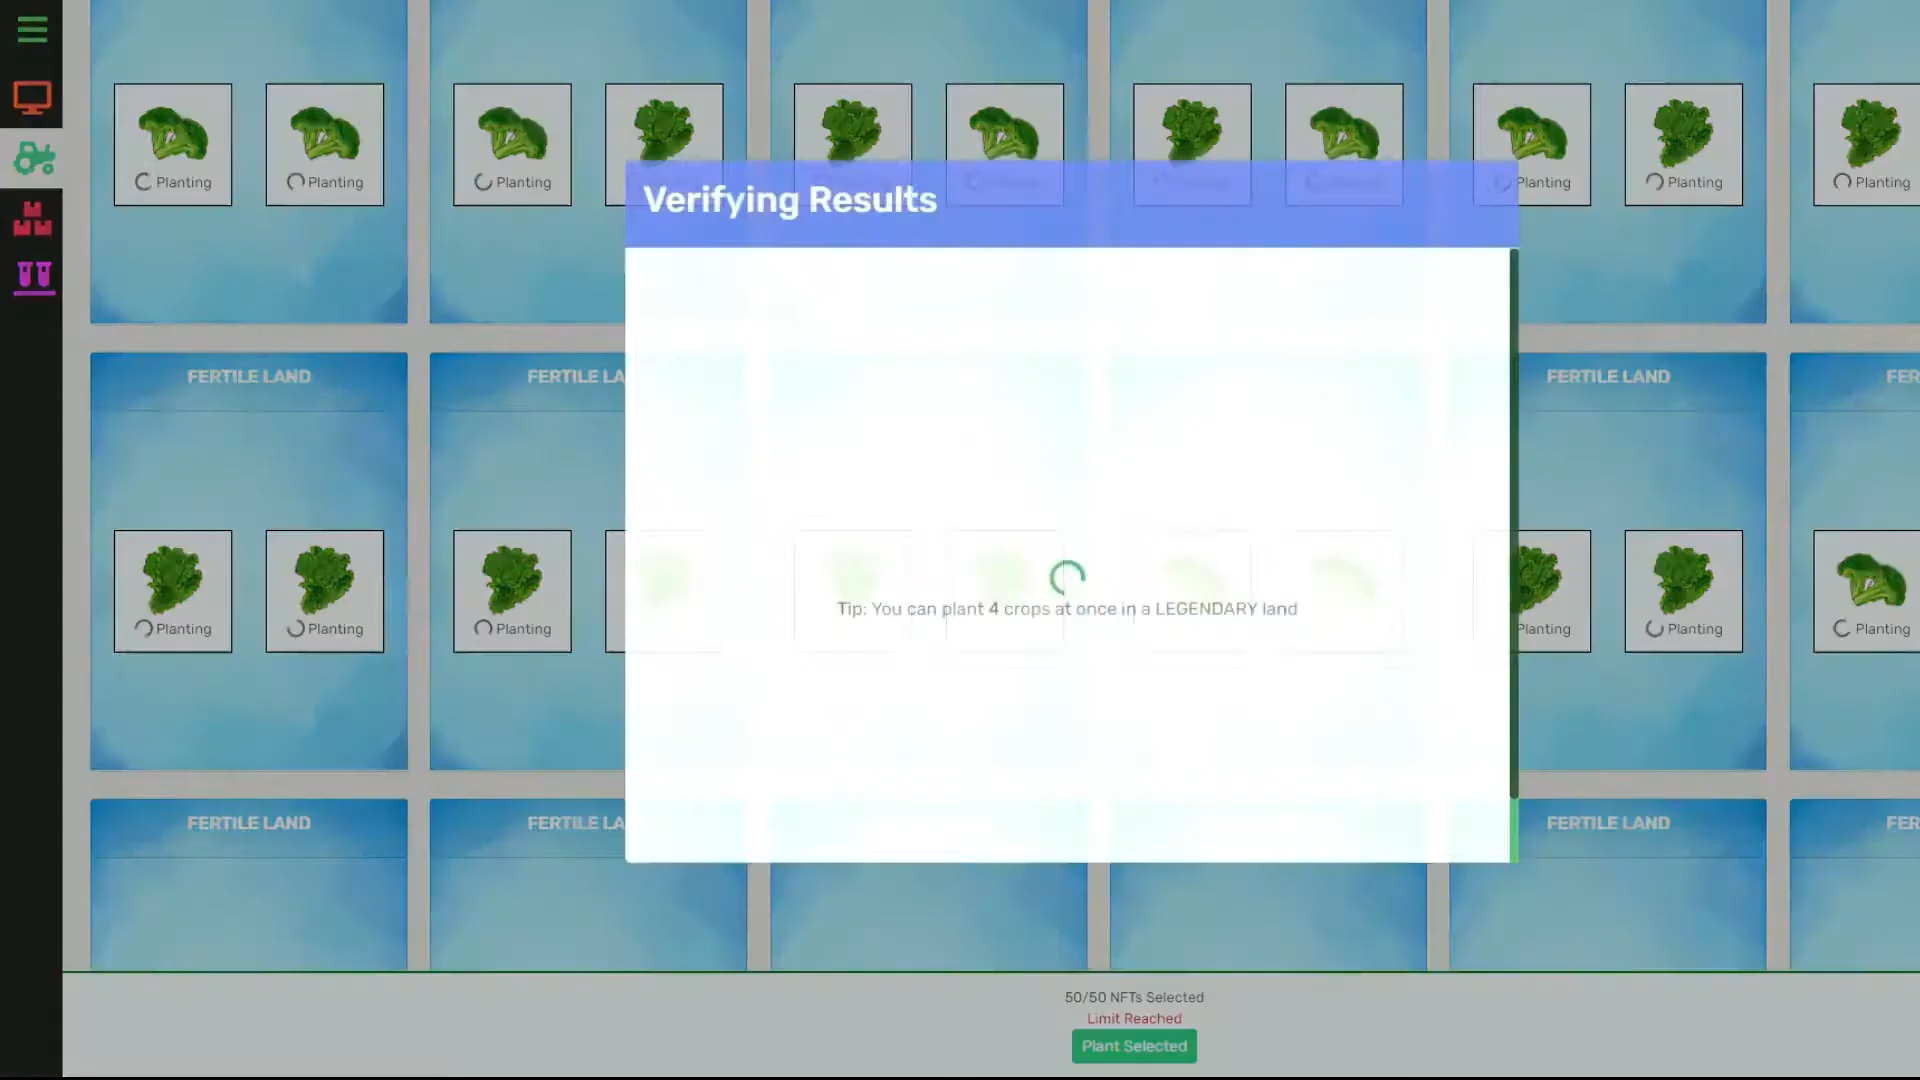 Planting Planting Planting Planting Planting Planting
Verifying Results
FERTILE LAND FERTILE LA FERTILE LAND FER
Tip: You can plant 4 crops at once in a LEGENDARY land
Planting Planting Planting Planting Planting Planting
FERTILE LAND FERTILE LA FERTILE LAND FER
50/50 NFTs Selected
Limit Reached
Plant Selected